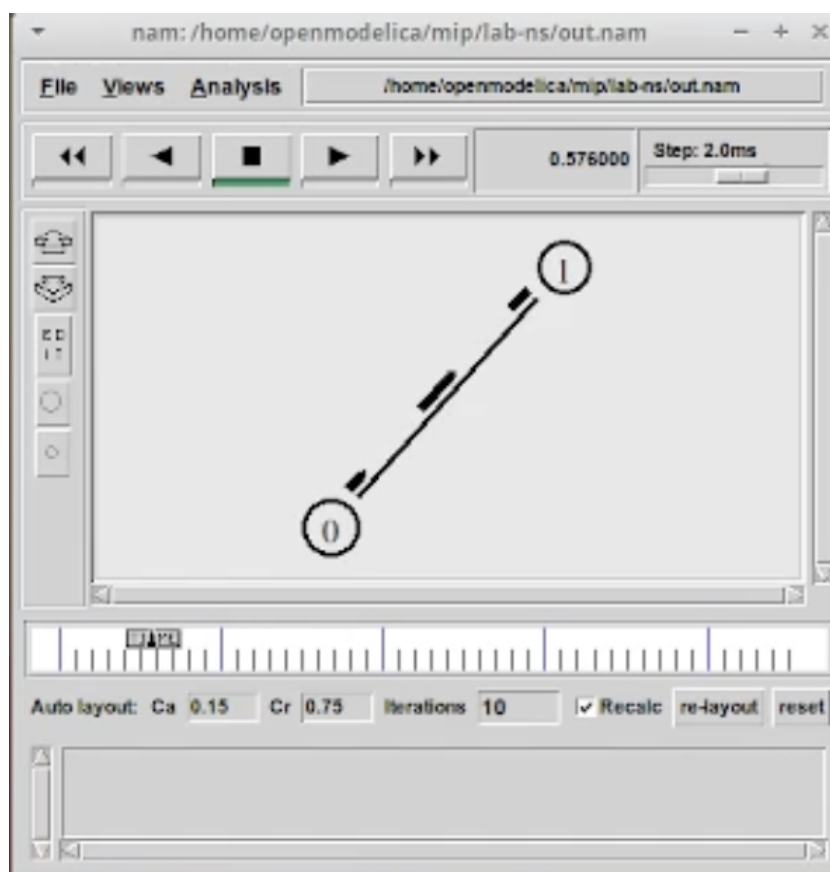 nam: /home/openmodelica/mip/lab-ns/out.nam
File Views Analysis /home/openmodelica/mip/lab-ns/out.nam
0.576000 Step: 2.0ms
1
E D
I T
0
TIME
Auto layout: Ca 0.15 Cr 0.75 Iterations 10 Recalc re-layout reset